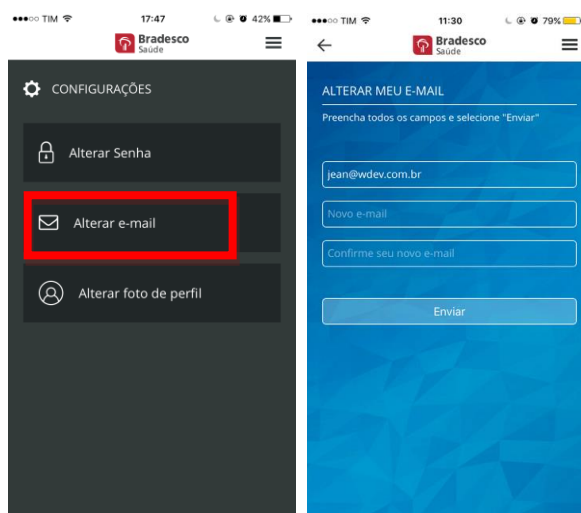 TIM 17:47 42%
Bradesco
Saúde
CONFIGURAÇÕES
Alterar Senha
Alterar e-mail
Alterar foto de perfil
TIM 11:30 79%
Bradesco
Saúde
ALTERAR MEU E-MAIL
Preencha todos os campos e selecione "Enviar"
jean@wdev.com.br
Novo e-mail
Confirme seu novo e-mail
Enviar